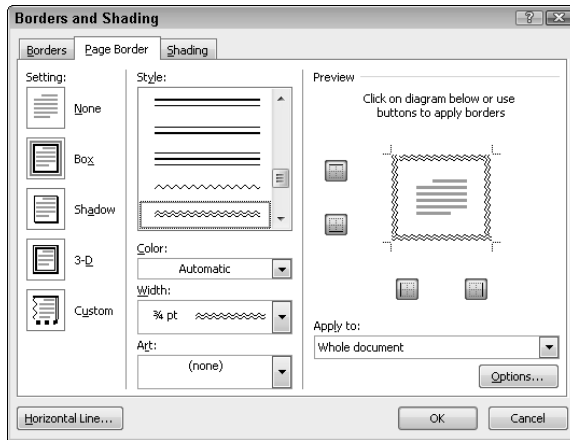 Borders and Shading
Borders
Page Border
Shading
Setting:
None
Box
Shadow
3-D
Custom
Style:
Color:
Automatic
Width:
¾ pt
Art:
(none)
Preview
Click on diagram below or use
buttons to apply borders
Apply to:
Whole document
Options...
Horizontal Line...
OK
Cancel